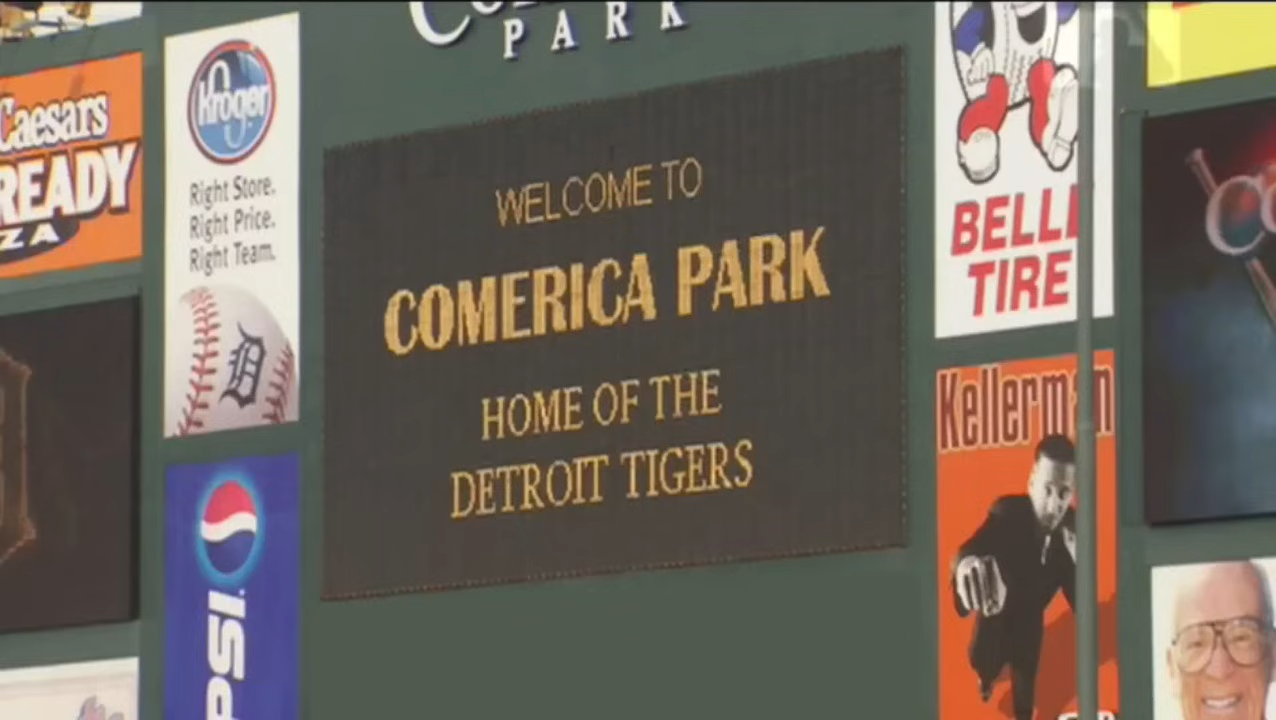 PARK
Caesars
READY
ZA
Kroger
Right Store.
Right Price.
Right Team.
D
PSI
WELCOME TO
COMERICA PARK
HOME OF THE
DETROIT TIGERS
BELL
TIRE
Kellerman